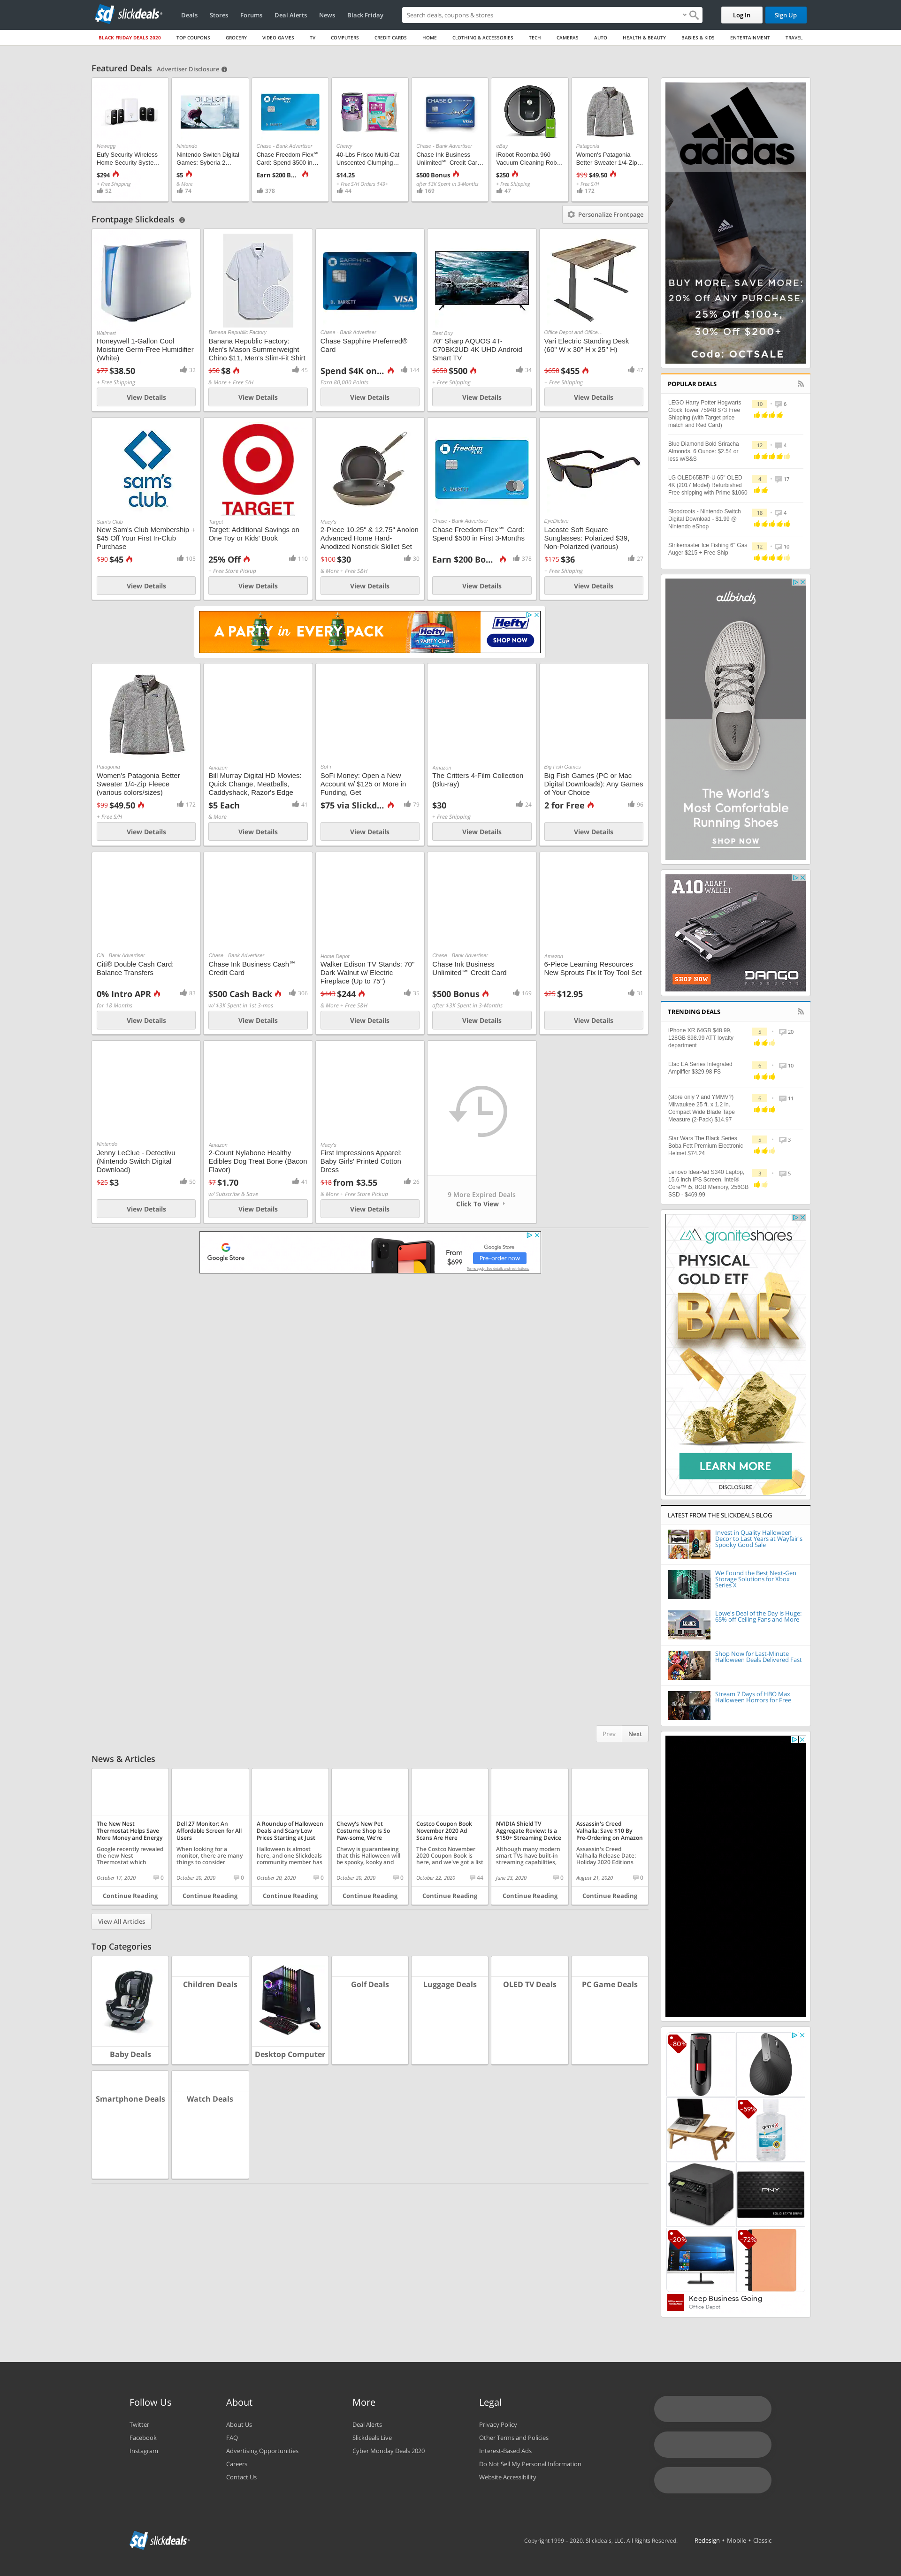 slickdeals
Deals Stores Forums Deal Alerts News Black Friday
Search deals, coupons & stores
Log In Sign Up
BLACK FRIDAY DEALS 2020 TOP COUPONS GROCERY VIDEO GAMES TV COMPUTERS CREDIT CARDS HOME CLOTHING & ACCESSORIES TECH CAMERAS AUTO HEALTH & BEAUTY BABIES & KIDS ENTERTAINMENT TRAVEL
Featured Deals Advertiser Disclosure
Newegg
Eufy Security Wireless
Home Security Syste...
$294
+ Free Shipping
52
Nintendo
Nintendo Switch Digital
Games: Syberia 2...
$5
& More
74
Chase - Bank Advertiser
Chase Freedom Flex℠
Card: Spend $500 in...
Earn $200 B...
378
Chewy
40-Lbs Frisco Multi-Cat
Unscented Clumping...
$14.25
+ Free S/H Orders $49+
44
Chase - Bank Advertiser
Chase Ink Business
Unlimited℠ Credit Car...
$500 Bonus
after $3K Spent in 3-Months
169
eBay
iRobot Roomba 960
Vacuum Cleaning Rob...
$250
+ Free Shipping
47
Patagonia
Women's Patagonia
Better Sweater 1/4-Zip...
$99 $49.50
+ Free S/H
172
Frontpage Slickdeals
Personalize Frontpage
Walmart
Honeywell 1-Gallon Cool
Moisture Germ-Free Humidifier
(White)
$77 $38.50 32
+ Free Shipping
View Details
Banana Republic Factory
Banana Republic Factory:
Men's Mason Summerweight
Chino $11, Men's Slim-Fit Shirt
$50 $8 45
& More + Free S/H
View Details
Chase - Bank Advertiser
Chase Sapphire Preferred®
Card
Spend $4K on... 144
Earn 80,000 Points
View Details
Best Buy
70" Sharp AQUOS 4T-
C70BK2UD 4K UHD Android
Smart TV
$650 $500 34
+ Free Shipping
View Details
Office Depot and Office...
Vari Electric Standing Desk
(60" W x 30" H x 25" H)
$650 $455 47
+ Free Shipping
View Details
sam's
club
Sam's Club
New Sam's Club Membership +
$45 Off Your First In-Club
Purchase
$90 $45 105
View Details
TARGET
Target
Target: Additional Savings on
One Toy or Kids' Book
25% Off 110
+ Free Store Pickup
View Details
Macy's
2-Piece 10.25" & 12.75" Anolon
Advanced Home Hard-
Anodized Nonstick Skillet Set
$100 $30 30
& More + Free S&H
View Details
freedom
FLEX
Chase - Bank Advertiser
Chase Freedom Flex℠ Card:
Spend $500 in First 3-Months
Earn $200 Bo... 378
View Details
EyeDictive
Lacoste Soft Square
Sunglasses: Polarized $39,
Non-Polarized (various)
$175 $36 27
+ Free Shipping
View Details
A PARTY in EVERY PACK
Hefty
PARTY CUP
Hefty
SHOP NOW
Patagonia
Women's Patagonia Better
Sweater 1/4-Zip Fleece
(various colors/sizes)
$99 $49.50 172
+ Free S/H
View Details
Amazon
Bill Murray Digital HD Movies:
Quick Change, Meatballs,
Caddyshack, Razor's Edge
$5 Each 41
& More
View Details
SoFi
SoFi Money: Open a New
Account w/ $125 or More in
Funding, Get
$75 via Slickd... 79
View Details
Amazon
The Critters 4-Film Collection
(Blu-ray)
$30 24
+ Free Shipping
View Details
Big Fish Games
Big Fish Games (PC or Mac
Digital Downloads): Any Games
of Your Choice
2 for Free 96
View Details
Citi - Bank Advertiser
Citi® Double Cash Card:
Balance Transfers
0% Intro APR 83
for 18 Months
View Details
Chase - Bank Advertiser
Chase Ink Business Cash℠
Credit Card
$500 Cash Back 306
w/ $3K Spent in 1st 3-mos
View Details
Home Depot
Walker Edison TV Stands: 70"
Dark Walnut w/ Electric
Fireplace (Up to 75")
$443 $244 35
& More + Free S&H
View Details
Chase - Bank Advertiser
Chase Ink Business
Unlimited℠ Credit Card
$500 Bonus 169
after $3K Spent in 3-Months
View Details
Amazon
6-Piece Learning Resources
New Sprouts Fix It Toy Tool Set
$25 $12.95 31
View Details
Nintendo
Jenny LeClue - Detectivu
(Nintendo Switch Digital
Download)
$25 $3 50
View Details
Amazon
2-Count Nylabone Healthy
Edibles Dog Treat Bone (Bacon
Flavor)
$7 $1.70 41
w/ Subscribe & Save
View Details
Macy's
First Impressions Apparel:
Baby Girls' Printed Cotton
Dress
$18 from $3.55 26
& More + Free Store Pickup
View Details
9 More Expired Deals
Click To View
Google Store
From
$699
Google Store
Pre-order now
Prev Next
News & Articles
The New Nest
Thermostat Helps Save
More Money and Energy
Google recently revealed
the new Nest
Thermostat which
October 17, 2020 0
Continue Reading
Dell 27 Monitor: An
Affordable Screen for All
Users
When looking for a
monitor, there are many
things to consider
October 20, 2020 0
Continue Reading
A Roundup of Halloween
Deals and Scary Low
Prices Starting at Just
Halloween is almost
here, and one Slickdeals
community member has
October 20, 2020 0
Continue Reading
Chewy's New Pet
Costume Shop Is So
Paw-some, We're
Chewy is guaranteeing
that this Halloween will
be spooky, kooky and
October 20, 2020 0
Continue Reading
Costco Coupon Book
November 2020 Ad
Scans Are Here
The Costco November
2020 Coupon Book is
here, and we've got a list
October 22, 2020 44
Continue Reading
NVIDIA Shield TV
Aggregate Review: Is a
$150+ Streaming Device
Although many modern
smart TVs have built-in
streaming capabilities,
June 23, 2020 0
Continue Reading
Assassin's Creed
Valhalla: Save $10 By
Pre-Ordering on Amazon
Assassin's Creed
Valhalla Release Date:
Holiday 2020 Editions
August 21, 2020 0
Continue Reading
View All Articles
Top Categories
Baby Deals
Children Deals
Desktop Computer
Golf Deals
Luggage Deals
OLED TV Deals
PC Game Deals
Smartphone Deals
Watch Deals
adidas
BUY MORE, SAVE MORE:
20% Off ANY PURCHASE,
25% Off $100+,
30% Off $200+
Code: OCTSALE
POPULAR DEALS
LEGO Harry Potter Hogwarts
Clock Tower 75948 $73 Free
Shipping (with Target price
match and Red Card)
10 6
Blue Diamond Bold Sriracha
Almonds, 6 Ounce: $2.54 or
less w/S&S
12 4
LG OLED65B7P-U 65" OLED
4K (2017 Model) Refurbished
Free shipping with Prime $1060
4 17
Bloodroots - Nintendo Switch
Digital Download - $1.99 @
Nintendo eShop
18 4
Strikemaster Ice Fishing 6" Gas
Auger $215 + Free Ship
12 10
allbirds
The World's
Most Comfortable
Running Shoes
SHOP NOW
A10 ADAPT
WALLET
SHOP NOW
DANGO
PRODUCTS
TRENDING DEALS
iPhone XR 64GB $48.99,
128GB $98.99 ATT loyalty
department
5 20
Elac EA Series Integrated
Amplifier $329.98 FS
6 10
(store only ? and YMMV?)
Milwaukee 25 ft. x 1.2 in.
Compact Wide Blade Tape
Measure (2-Pack) $14.97
6 11
Star Wars The Black Series
Boba Fett Premium Electronic
Helmet $74.24
5 3
Lenovo IdeaPad S340 Laptop,
15.6 inch IPS Screen, Intel®
Core™ i5, 8GB Memory, 256GB
SSD - $469.99
3 5
graniteshares
PHYSICAL
GOLD ETF
BAR
LEARN MORE
DISCLOSURE
LATEST FROM THE SLICKDEALS BLOG
Invest in Quality Halloween
Decor to Last Years at Wayfair's
Spooky Good Sale
We Found the Best Next-Gen
Storage Solutions for Xbox
Series X
Lowe's Deal of the Day is Huge:
65% off Ceiling Fans and More
Shop Now for Last-Minute
Halloween Deals Delivered Fast
Stream 7 Days of HBO Max
Halloween Horrors for Free
-80%
-59%
PNY
-20%
-72%
Keep Business Going
Office Depot
Follow Us
Twitter
Facebook
Instagram
About
About Us
FAQ
Advertising Opportunities
Careers
Contact Us
More
Deal Alerts
Slickdeals Live
Cyber Monday Deals 2020
Legal
Privacy Policy
Other Terms and Policies
Interest-Based Ads
Do Not Sell My Personal Information
Website Accessibility
slickdeals
Copyright 1999 – 2020. Slickdeals, LLC. All Rights Reserved. Redesign • Mobile • Classic